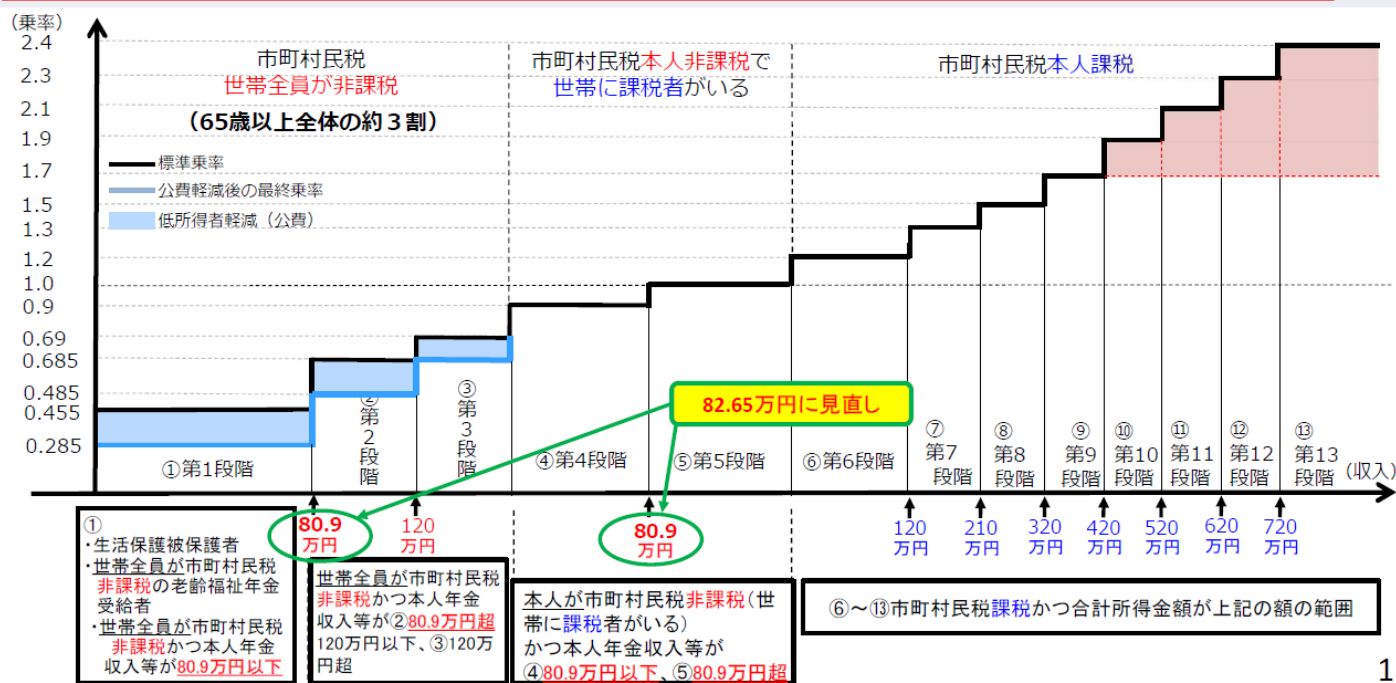 (乗率)
2.4
2.3
2.1
1.9
1.7
1.5
1.3
1.2
1.0
0.9
0.69
0.685
0.485
0.455
0.285
市町村民税
世帯全員が非課税
(65歳以上全体の約3割)
市町村民税本人非課税で
世帯に課税者がいる
市町村民税本人課税
標準乗率
公費軽減後の最終乗率
低所得者軽減(公費)
82.65万円に見直し
①第1段階
②第2段階
③第3段階
④第4段階
⑤第5段階
⑥第6段階
⑦
第7
段階
⑧
第8
段階
⑨
第9
段階
⑩
第10
段階
⑪
第11
段階
⑫
第12
段階
⑬
第13
段階
(収入)
80.9
万円
120
万円
80.9
万円
120
万円
210
万円
320
万円
420
万円
520
万円
620
万円
720
万円
①
・生活保護被保護者
・世帯全員が市町村民税
非課税の老齢福祉年金
受給者
・世帯全員が市町村民税
非課税かつ本人年金
収入等が80.9万円以下
世帯全員が市町村民税
非課税かつ本人年金
収入等が②80.9万円超
120万円以下、③120万
円超
本人が市町村民税非課税(世
帯に課税者がいる)
かつ本人年金収入等が
④80.9万円以下、⑤80.9万円超
⑥～⑬市町村民税課税かつ合計所得金額が上記の額の範囲
1